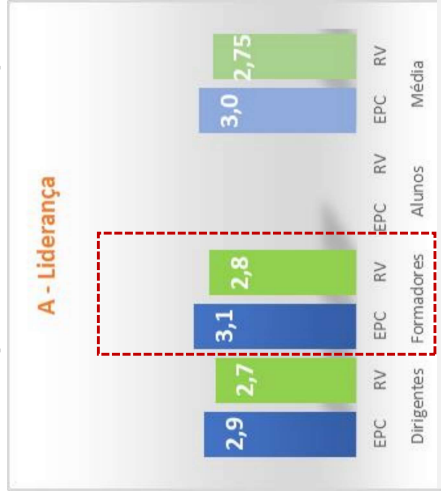 A - Liderança
2,9
2,7
3,1
2,8
3,0
2,75
EPC RV EPC RV EPC RV EPC RV
Dirigentes Formadores Alunos Média